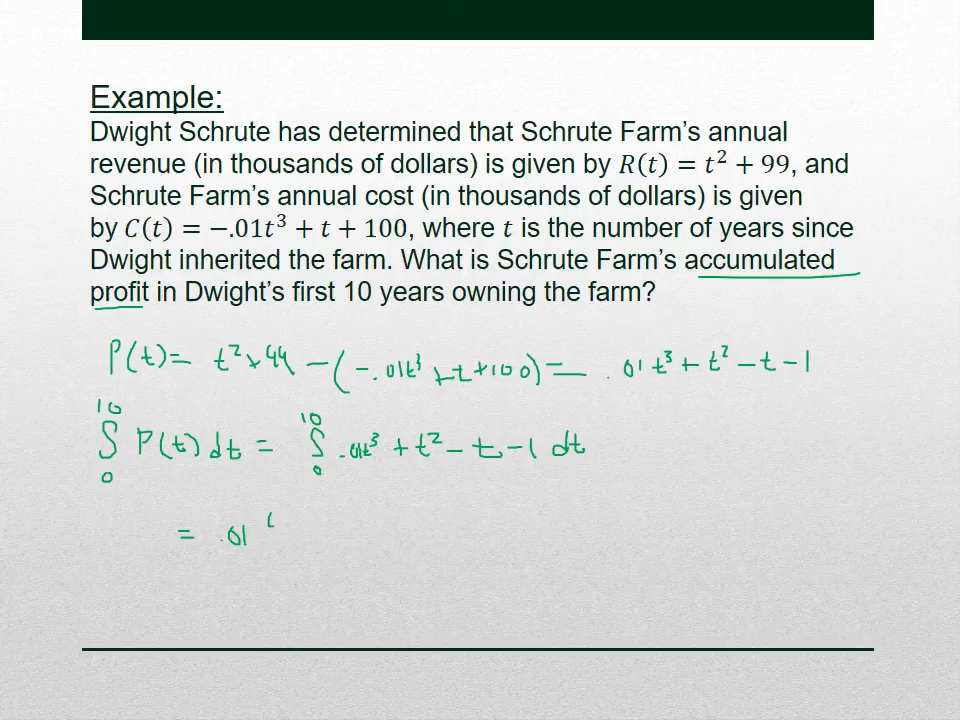 Example:
Dwight Schrute has determined that Schrute Farm's annual
revenue (in thousands of dollars) is given by R(t) = t² + 99, and
Schrute Farm's annual cost (in thousands of dollars) is given
by C(t) = −.01t³ + t + 100, where t is the number of years since
Dwight inherited the farm. What is Schrute Farm's accumulated
profit in Dwight's first 10 years owning the farm?
P(t) = t² + 99 − (−.01t³ + t + 100) = .01t³ + t² − t − 1
∫₀¹⁰ P(t) dt = ∫₀¹⁰ .01t³ + t² − t − 1 dt
= .01